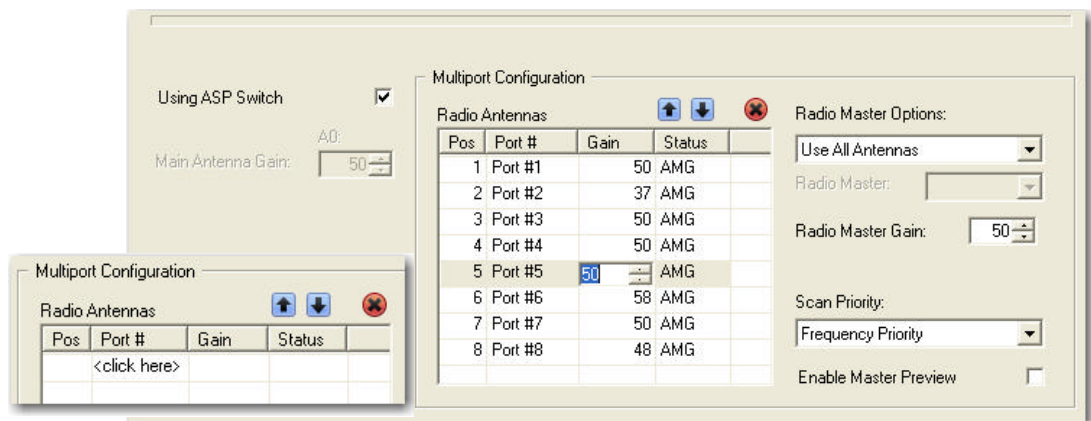 Using ASP Switch
A0:
Main Antenna Gain: 50
Multiport Configuration
Radio Antennas
Pos Port # Gain Status
1 Port #1 50 AMG
2 Port #2 37 AMG
3 Port #3 50 AMG
4 Port #4 50 AMG
5 Port #5 50 AMG
6 Port #6 58 AMG
7 Port #7 50 AMG
8 Port #8 48 AMG
Radio Master Options:
Use All Antennas
Radio Master:
Radio Master Gain: 50
Scan Priority:
Frequency Priority
Enable Master Preview
Multiport Configuration
Radio Antennas
Pos Port # Gain Status
<click here>